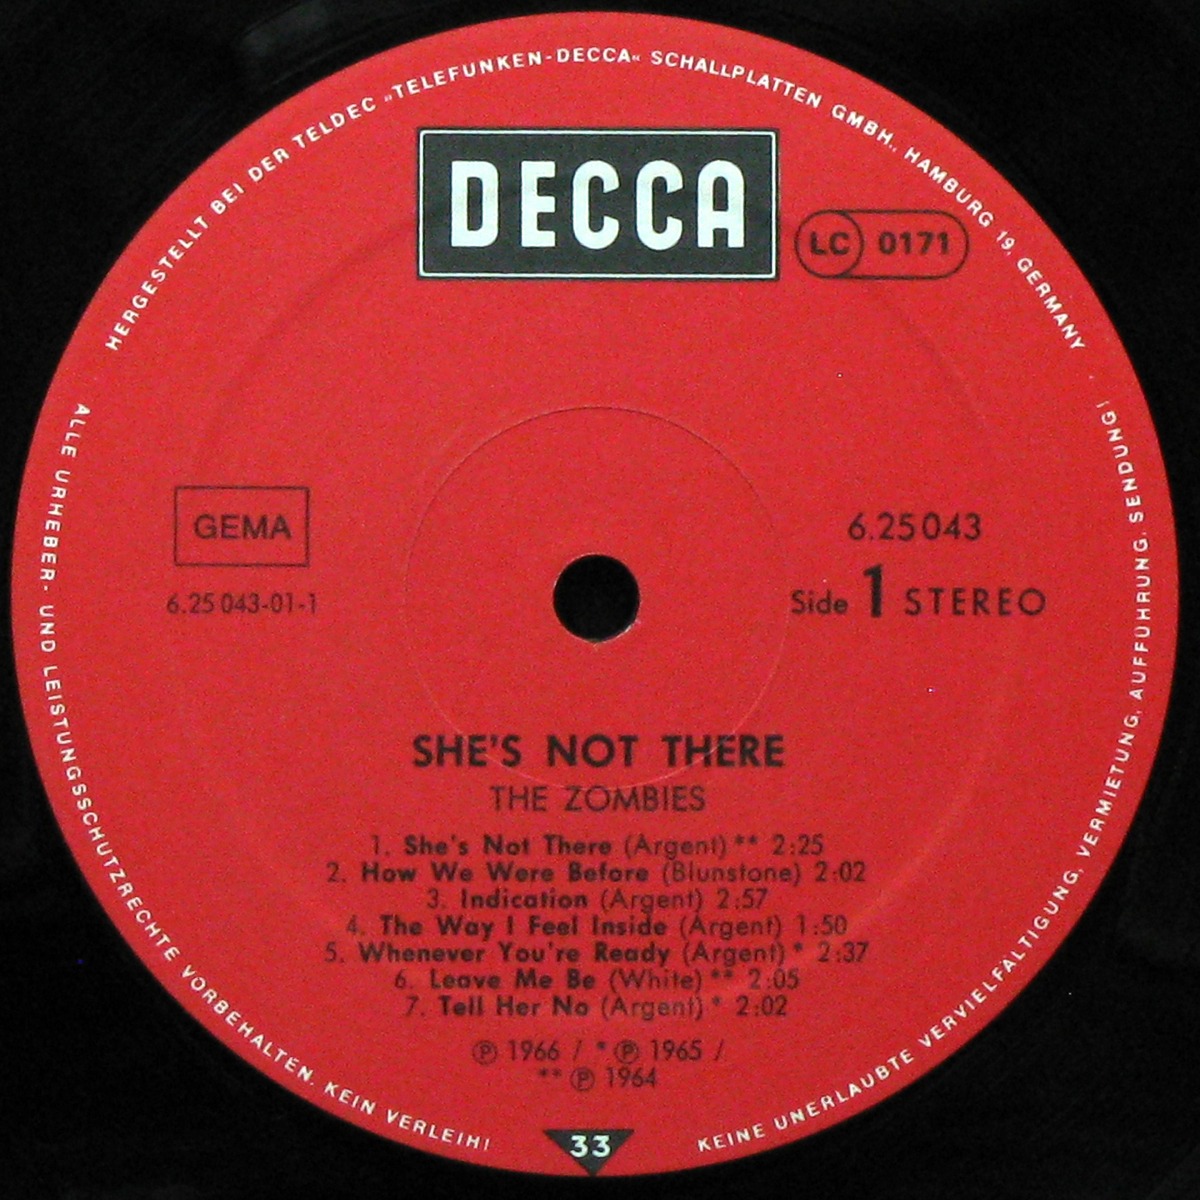 HERGESTELLT BEI DER TELDEC »TELEFUNKEN-DECCA« SCHALLPLATTEN GMBH., HAMBURG 19, GERMANY
DECCA
LC 0171
GEMA
6.25043
6.25 043-01-1
Side 1 STEREO
SHE'S NOT THERE
THE ZOMBIES
1. She's Not There (Argent) ** 2:25
2. How We Were Before (Blunstone) 2:02
3. Indication (Argent) 2:57
4. The Way I Feel Inside (Argent) 1:50
5. Whenever You're Ready (Argent) * 2:37
6. Leave Me Be (White) ** 2:05
7. Tell Her No (Argent) * 2:02
℗ 1966 / * ℗ 1965 /
** ℗ 1964
ALLE URHEBER- UND LEISTUNGSSCHUTZRECHTE VORBEHALTEN. KEIN VERLEIH!
33
KEINE UNERLAUBTE VERVIELFÄLTIGUNG, VERMIETUNG, AUFFÜHRUNG, SENDUNG!